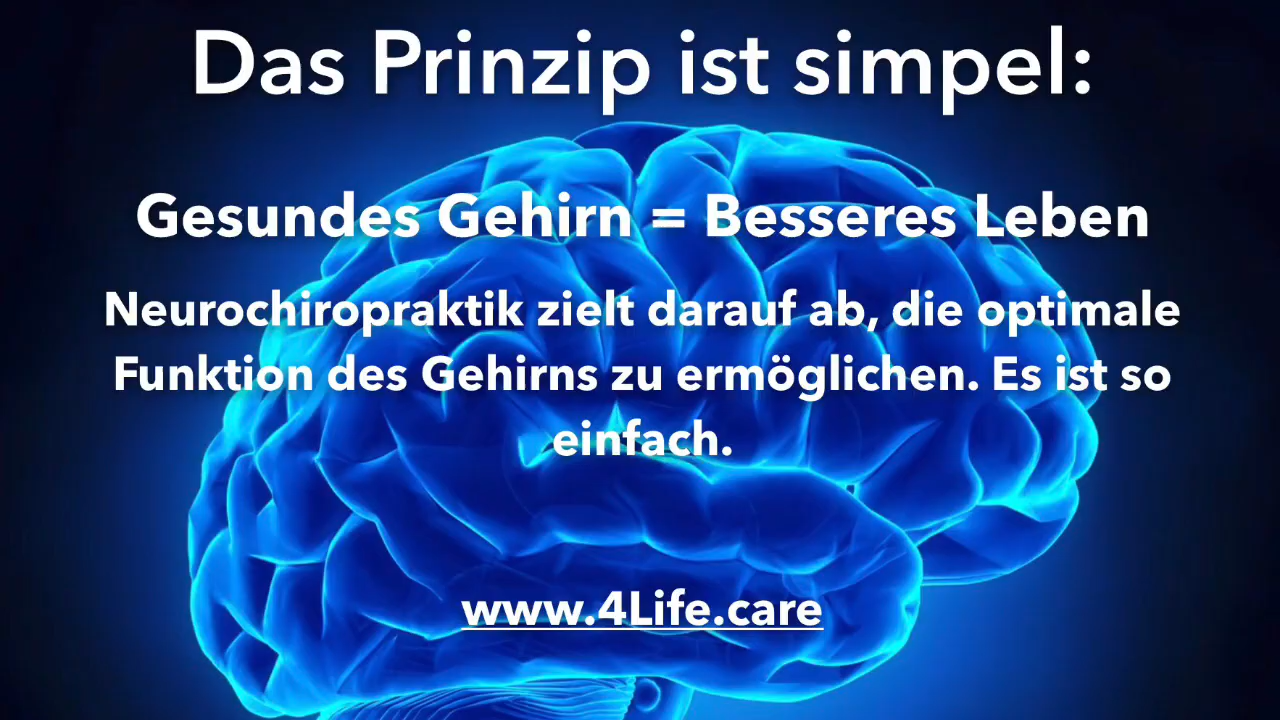 Das Prinzip ist simpel:
Gesundes Gehirn = Besseres Leben
Neurochiropraktik zielt darauf ab, die optimale
Funktion des Gehirns zu ermöglichen. Es ist so
einfach.
www.4Life.care